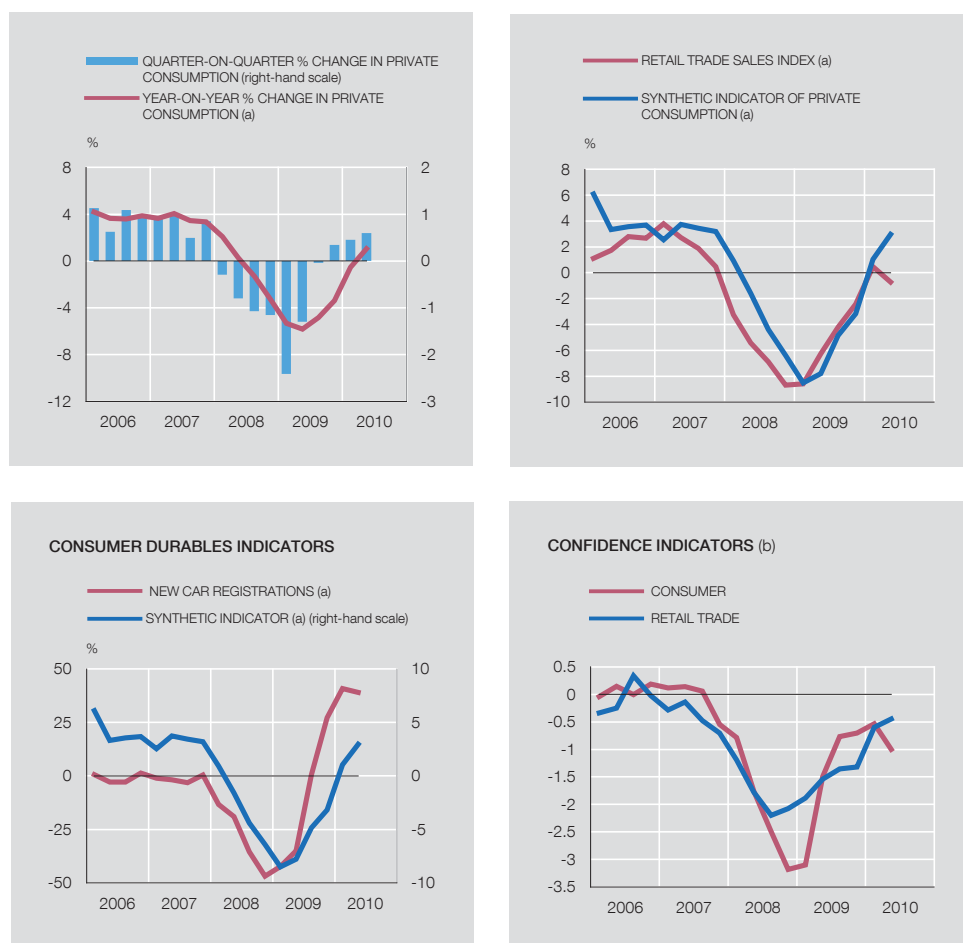 QUARTER-ON-QUARTER % CHANGE IN PRIVATE
CONSUMPTION (right-hand scale)
YEAR-ON-YEAR % CHANGE IN PRIVATE
CONSUMPTION (a)
%
8
4
0
-4
-8
-12
2
1
0
-1
-2
-3
2006 2007 2008 2009 2010
RETAIL TRADE SALES INDEX (a)
SYNTHETIC INDICATOR OF PRIVATE
CONSUMPTION (a)
%
8
6
4
2
0
-2
-4
-6
-8
-10
2006 2007 2008 2009 2010
CONSUMER DURABLES INDICATORS
NEW CAR REGISTRATIONS (a)
SYNTHETIC INDICATOR (a) (right-hand scale)
%
50
25
0
-25
-50
10
5
0
-5
-10
2006 2007 2008 2009 2010
CONFIDENCE INDICATORS (b)
CONSUMER
RETAIL TRADE
0.5
0
-0.5
-1
-1.5
-2
-2.5
-3
-3.5
2006 2007 2008 2009 2010